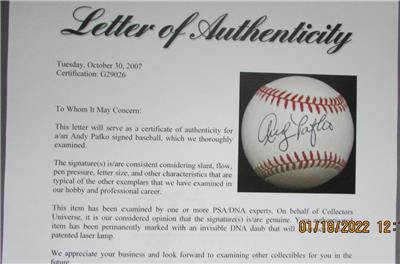 Letter of Authenticity
Tuesday, October 30, 2007
Certification: G29026
To Whom It May Concern:
This letter will serve as a certificate of authenticity for
a/an Andy Pafko signed baseball, which we thoroughly
examined.
Andy Pafko
The signature(s) is/are consistent considering slant, flow,
pen pressure, letter size, and other characteristics that are
typical of the other exemplars that we have examined in
our hobby and professional career.
This item has been examined by one or more PSA/DNA experts. On behalf of Collectors
Universe, it is our considered opinion that the signature(s) is/are genuine. Your
item has been permanently marked with an invisible DNA daub that will
patented laser lamp.
01/18/2022 12:
We appreciate your business and look forward to examining other collectibles for you in the
future.